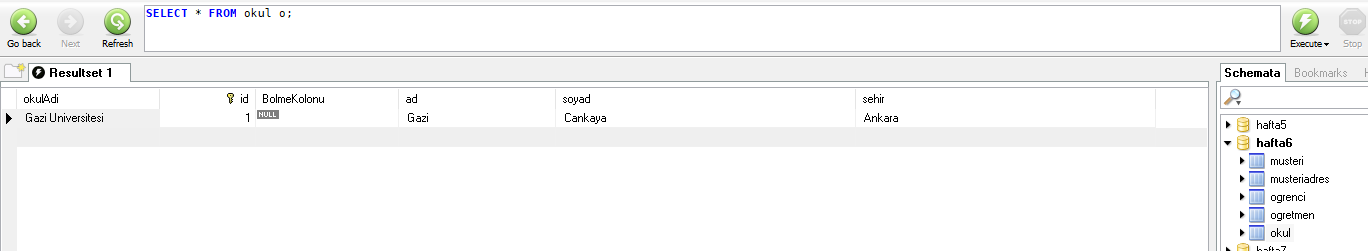 SELECT * FROM okul o;
Go back Next Refresh Execute STOP Stop
Resultset 1
Schemata Bookmarks
okulAdi id BolmeKolonu ad soyad sehir
Gazi Universitesi 1 NULL Gazi Cankaya Ankara
hafta5
hafta6
musteri
musteriadres
ogrenci
ogretmen
okul